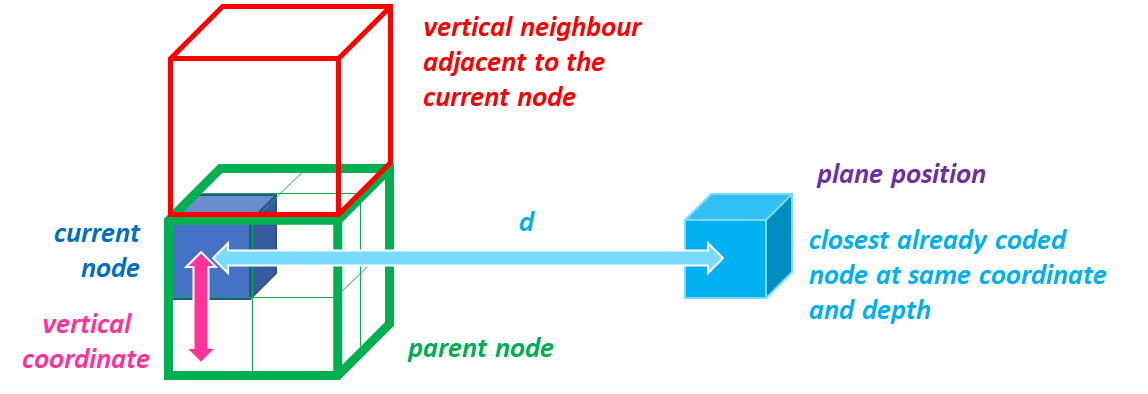 vertical neighbour
adjacent to the
current node
plane position
current
node
d
closest already coded
node at same coordinate
and depth
vertical
coordinate
parent node